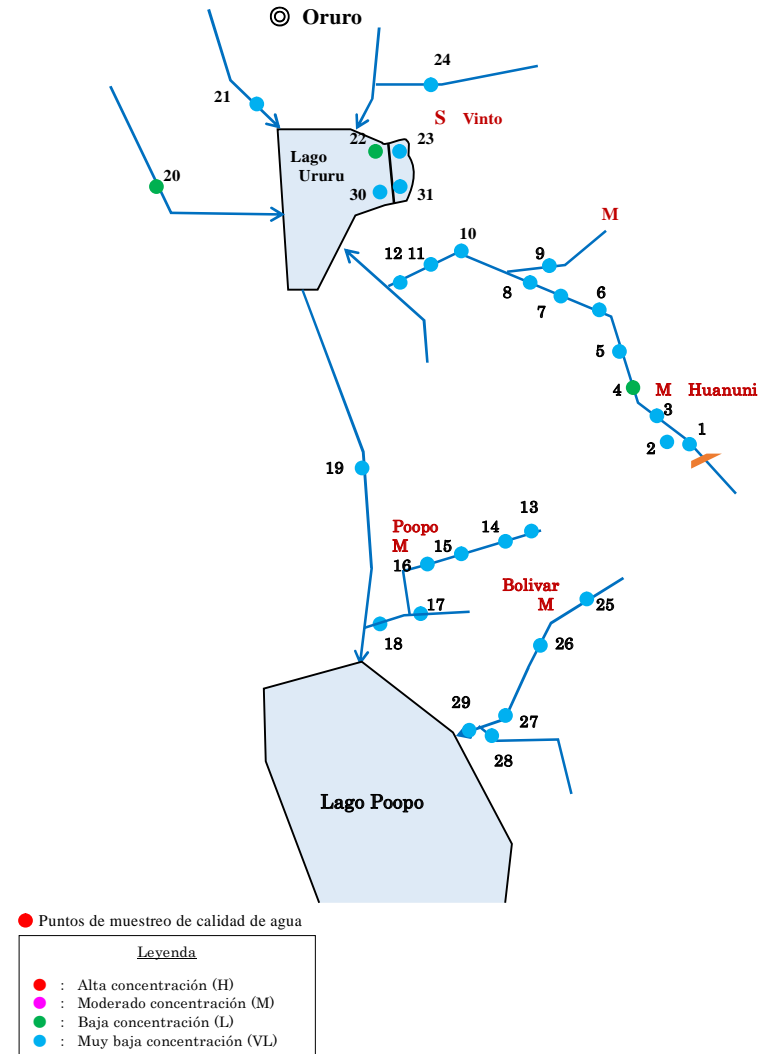 Oruro
24
21
S Vinto
22
23
Lago
Ururu
20
30
31
M
10
12 11
9
8
7
6
5
4
M Huanuni
3
1
2
19
13
Poopo
M
14
15
16
Bolivar
M
25
17
18
26
29
27
28
Lago Poopo
Puntos de muestreo de calidad de agua
Leyenda
: Alta concentración (H)
: Moderado concentración (M)
: Baja concentración (L)
: Muy baja concentración (VL)